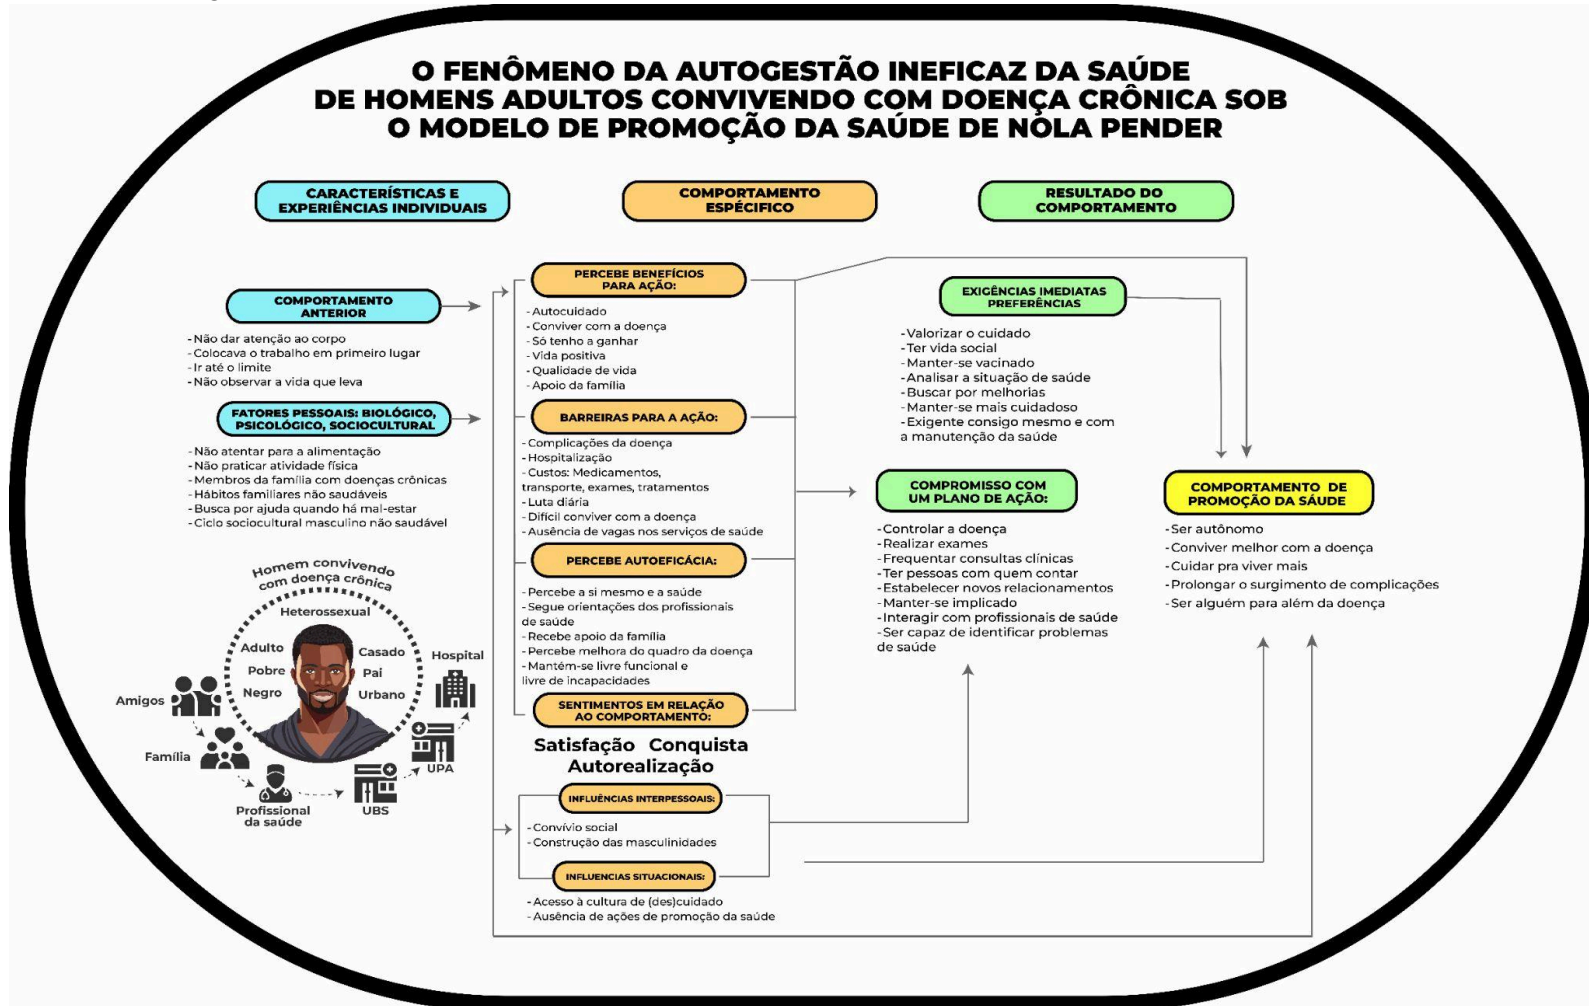 O FENÔMENO DA AUTOGESTÃO INEFICAZ DA SAÚDE
DE HOMENS ADULTOS CONVIVENDO COM DOENÇA CRÔNICA SOB
O MODELO DE PROMOÇÃO DA SAÚDE DE NOLA PENDER
CARACTERÍSTICAS E
EXPERIÊNCIAS INDIVIDUAIS
COMPORTAMENTO
ESPÉCIFICO
RESULTADO DO
COMPORTAMENTO
COMPORTAMENTO
ANTERIOR
- Não dar atenção ao corpo
- Colocava o trabalho em primeiro lugar
- Ir até o limite
- Não observar a vida que leva
FATORES PESSOAIS: BIOLÓGICO,
PSICOLÓGICO, SOCIOCULTURAL
- Não atentar para a alimentação
- Não praticar atividade física
- Membros da família com doenças crônicas
- Hábitos familiares não saudáveis
- Busca por ajuda quando há mal-estar
- Ciclo sociocultural masculino não saudável
Homem convivendo
com doença crônica
Heterossexual
Adulto
Casado
Pobre
Pai
Negro
Urbano
Amigos
Família
Profissional
da saúde
UBS
UPA
Hospital
PERCEBE BENEFÍCIOS
PARA AÇÃO:
- Autocuidado
- Conviver com a doença
- Só tenho a ganhar
- Vida positiva
- Qualidade de vida
- Apoio da família
BARREIRAS PARA A AÇÃO:
- Complicações da doença
- Hospitalização
- Custos: Medicamentos,
transporte, exames, tratamentos
- Luta diária
- Difícil conviver com a doença
- Ausência de vagas nos serviços de saúde
PERCEBE AUTOEFICÁCIA:
- Percebe a si mesmo e a saúde
- Segue orientações dos profissionais
de saúde
- Recebe apoio da família
- Percebe melhora do quadro da doença
- Mantém-se livre funcional e
livre de incapacidades
SENTIMENTOS EM RELAÇÃO
AO COMPORTAMENTO:
Satisfação Conquista
Autorealização
INFLUÊNCIAS INTERPESSOAIS:
- Convívio social
- Construção das masculinidades
INFLUENCIAS SITUACIONAIS:
- Acesso à cultura de (des)cuidado
- Ausência de ações de promoção da saúde
EXIGÊNCIAS IMEDIATAS
PREFERÊNCIAS
- Valorizar o cuidado
- Ter vida social
- Manter-se vacinado
- Analisar a situação de saúde
- Buscar por melhorias
- Manter-se mais cuidadoso
- Exigente consigo mesmo e com
a manutenção da saúde
COMPROMISSO COM
UM PLANO DE AÇÃO:
- Controlar a doença
- Realizar exames
- Frequentar consultas clínicas
- Ter pessoas com quem contar
- Estabelecer novos relacionamentos
- Manter-se implicado
- Interagir com profissionais de saúde
- Ser capaz de identificar problemas
de saúde
COMPORTAMENTO DE
PROMOÇÃO DA SÁUDE
- Ser autônomo
- Conviver melhor com a doença
- Cuidar pra viver mais
- Prolongar o surgimento de complicações
- Ser alguém para além da doença